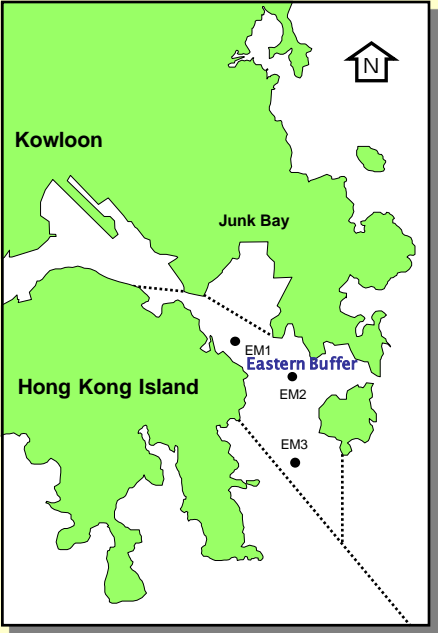 N
Kowloon
Junk Bay
EM1
Eastern Buffer
Hong Kong Island
EM2
EM3